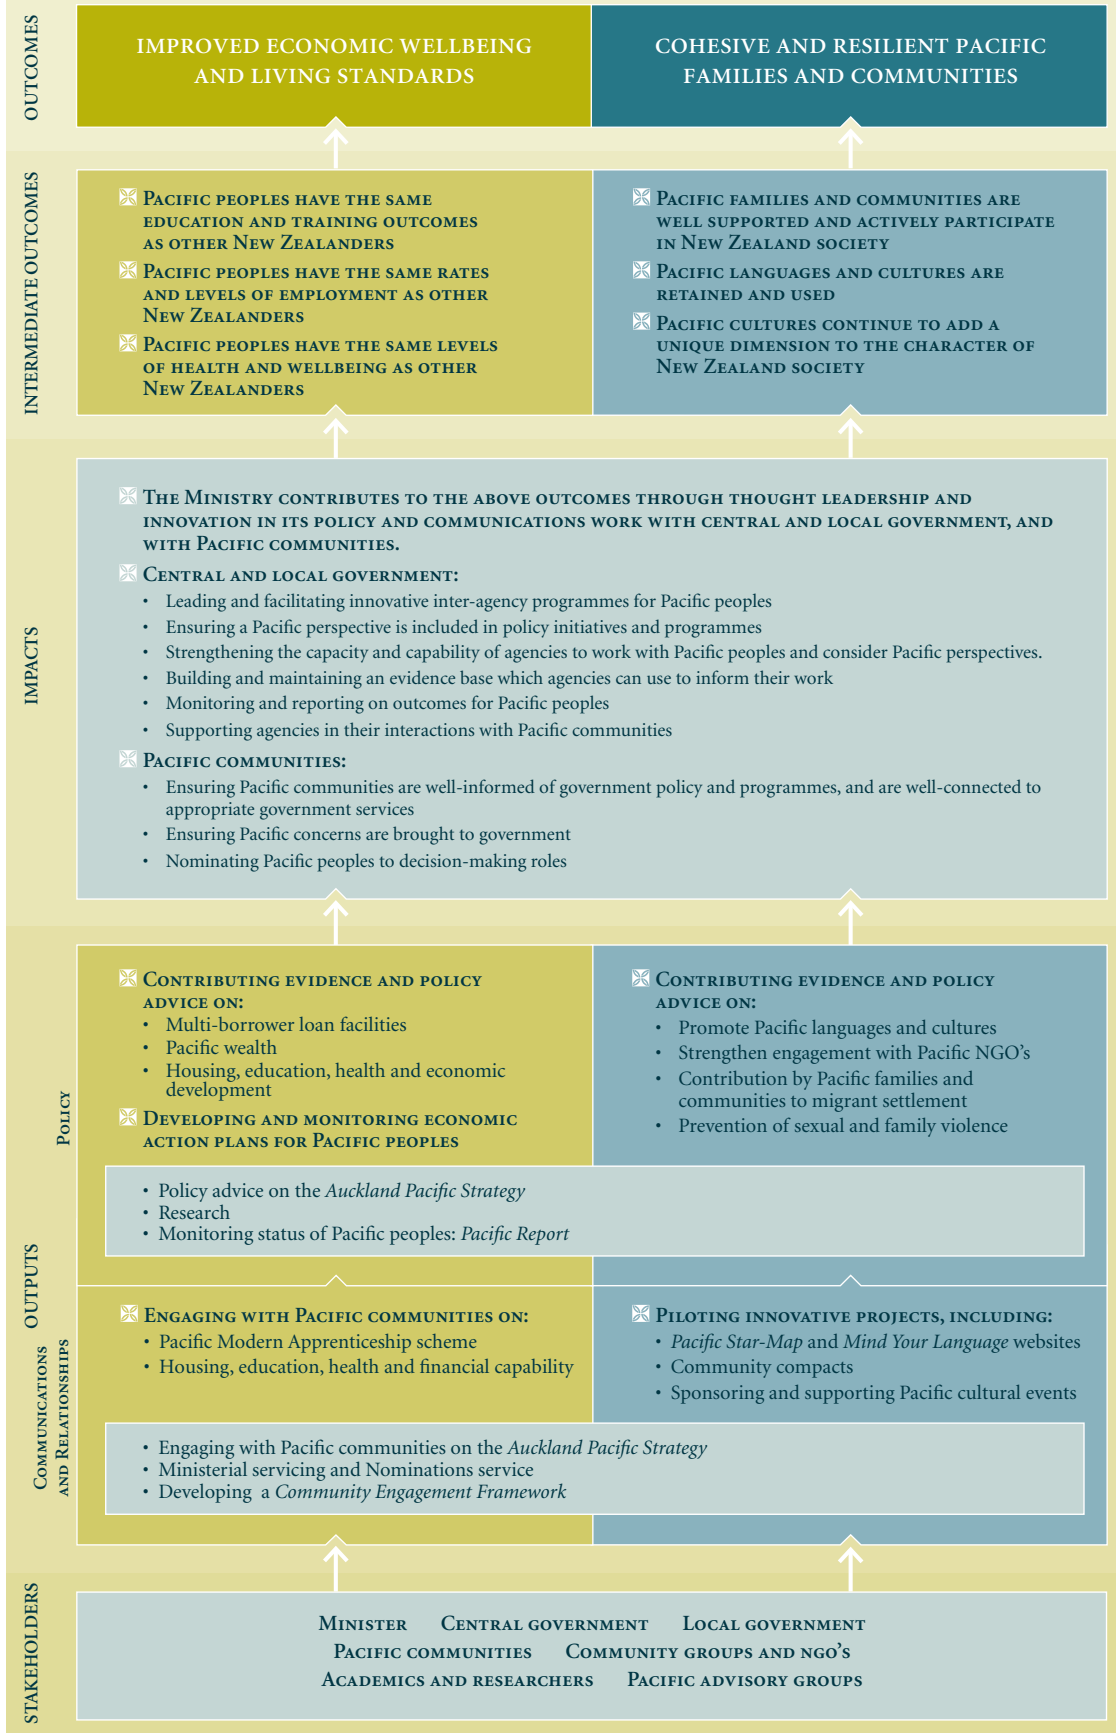 OUTCOMES
IMPROVED ECONOMIC WELLBEING
AND LIVING STANDARDS
COHESIVE AND RESILIENT PACIFIC
FAMILIES AND COMMUNITIES
INTERMEDIATE OUTCOMES
Pacific peoples have the same
education and training outcomes
as other New Zealanders
Pacific peoples have the same rates
and levels of employment as other
New Zealanders
Pacific peoples have the same levels
of health and wellbeing as other
New Zealanders
Pacific families and communities are
well supported and actively participate
in New Zealand society
Pacific languages and cultures are
retained and used
Pacific cultures continue to add a
unique dimension to the character of
New Zealand society
IMPACTS
The Ministry contributes to the above outcomes through thought leadership and
innovation in its policy and communications work with central and local government, and
with Pacific communities.
Central and local government:
• Leading and facilitating innovative inter-agency programmes for Pacific peoples
• Ensuring a Pacific perspective is included in policy initiatives and programmes
• Strengthening the capacity and capability of agencies to work with Pacific peoples and consider Pacific perspectives.
• Building and maintaining an evidence base which agencies can use to inform their work
• Monitoring and reporting on outcomes for Pacific peoples
• Supporting agencies in their interactions with Pacific communities
Pacific communities:
• Ensuring Pacific communities are well-informed of government policy and programmes, and are well-connected to
appropriate government services
• Ensuring Pacific concerns are brought to government
• Nominating Pacific peoples to decision-making roles
OUTPUTS
Policy
Contributing evidence and policy
advice on:
• Multi-borrower loan facilities
• Pacific wealth
• Housing, education, health and economic
development
Developing and monitoring economic
action plans for Pacific peoples
Contributing evidence and policy
advice on:
• Promote Pacific languages and cultures
• Strengthen engagement with Pacific NGO's
• Contribution by Pacific families and
communities to migrant settlement
• Prevention of sexual and family violence
• Policy advice on the Auckland Pacific Strategy
• Research
• Monitoring status of Pacific peoples: Pacific Report
Communications
and Relationships
Engaging with Pacific communities on:
• Pacific Modern Apprenticeship scheme
• Housing, education, health and financial capability
Piloting innovative projects, including:
• Pacific Star-Map and Mind Your Language websites
• Community compacts
• Sponsoring and supporting Pacific cultural events
• Engaging with Pacific communities on the Auckland Pacific Strategy
• Ministerial servicing and Nominations service
• Developing a Community Engagement Framework
STAKEHOLDERS
Minister Central government Local government
Pacific communities Community groups and ngo's
Academics and researchers Pacific advisory groups